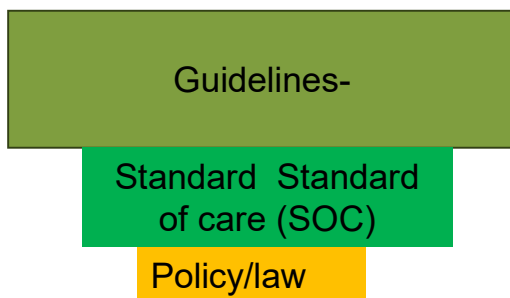 Guidelines-
Standard Standard
of care (SOC)
Policy/law